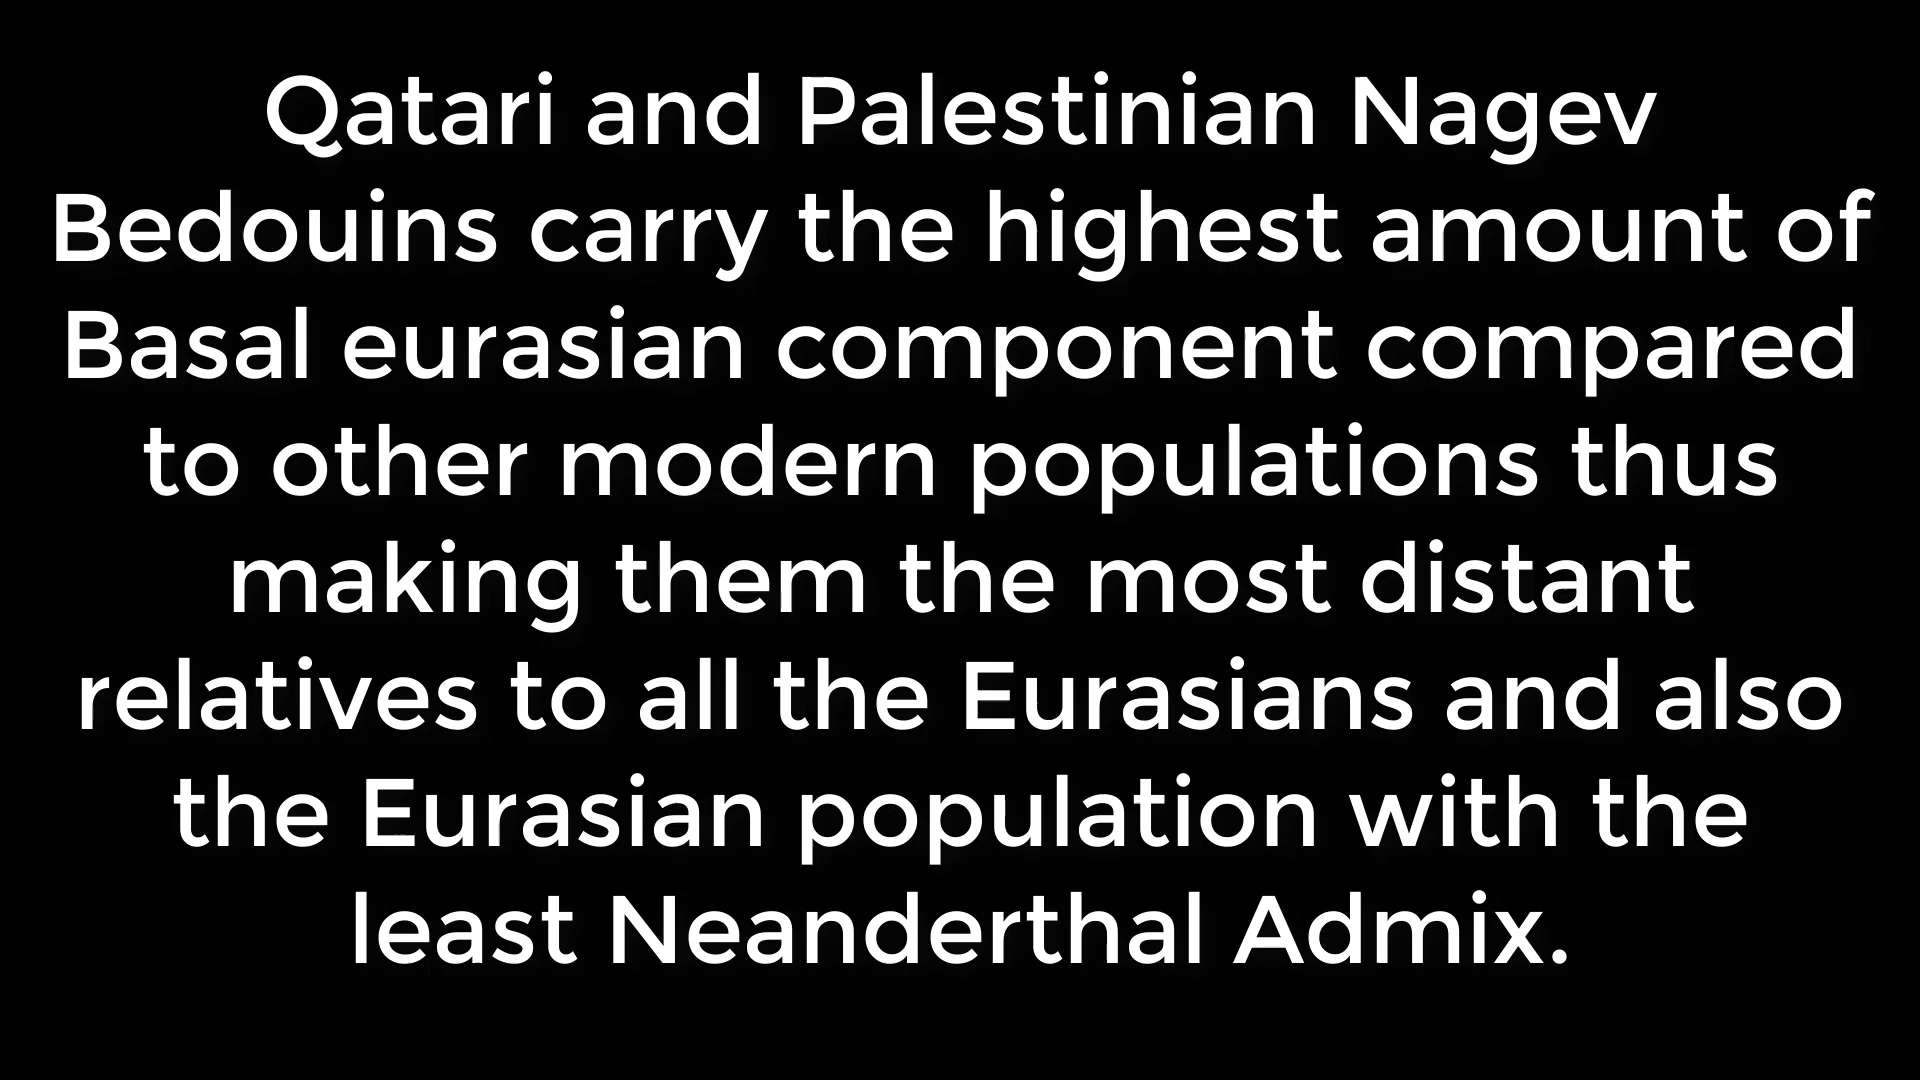 Qatari and Palestinian Nagev
Bedouins carry the highest amount of
Basal eurasian component compared
to other modern populations thus
making them the most distant
relatives to all the Eurasians and also
the Eurasian population with the
least Neanderthal Admix.